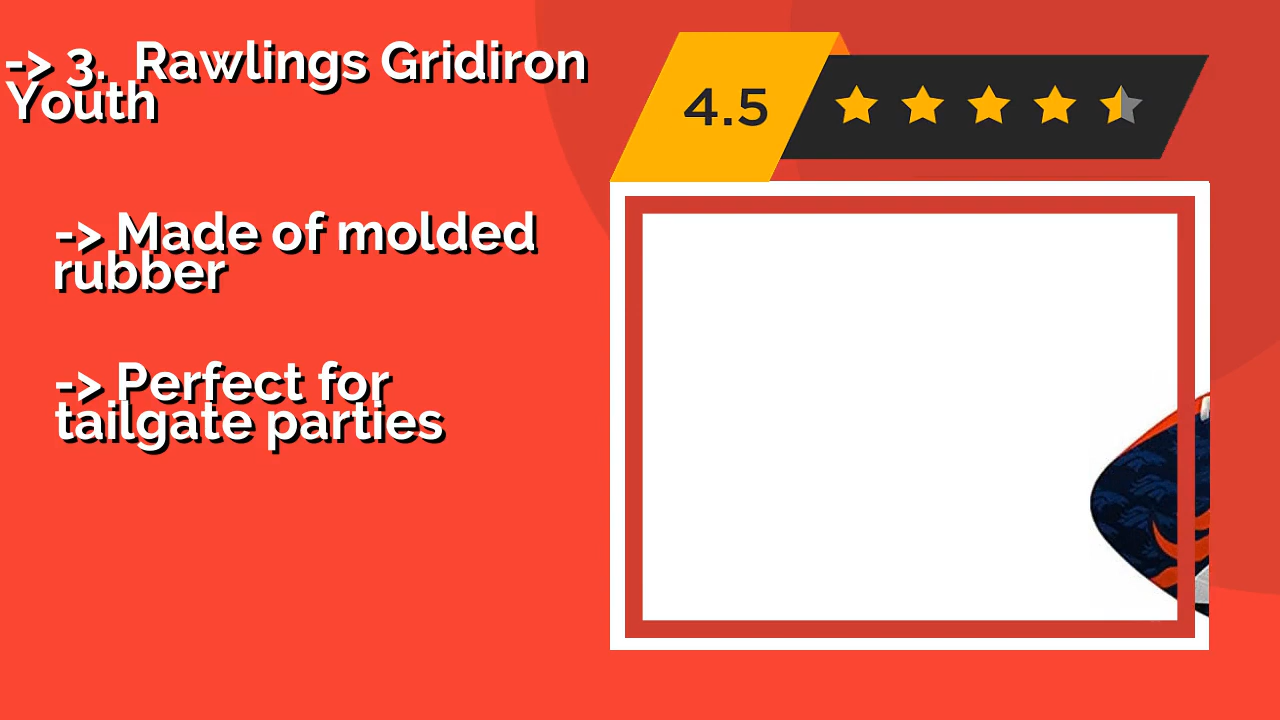 -> 3.  Rawlings Gridiron
Youth
4.5
-> Made of molded
rubber
-> Perfect for
tailgate parties